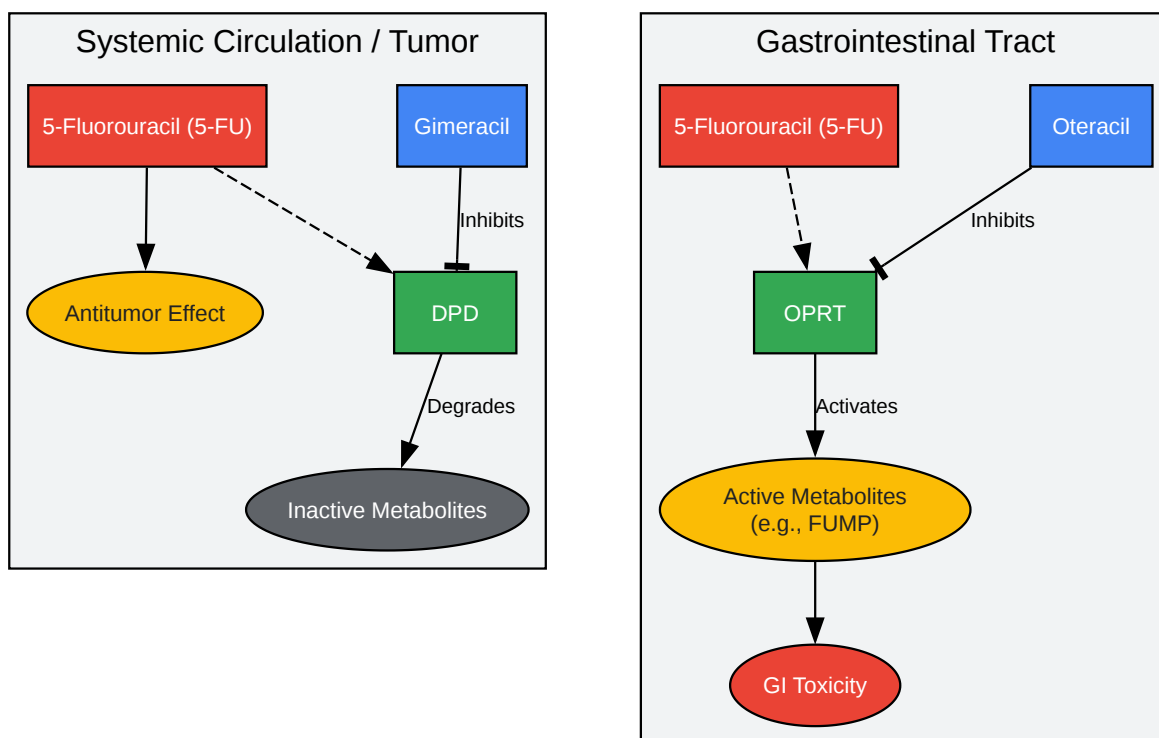 Systemic Circulation / Tumor
5-Fluorouracil (5-FU)
Gimeracil
Inhibits
Antitumor Effect
DPD
Degrades
Inactive Metabolites
Gastrointestinal Tract
5-Fluorouracil (5-FU)
Oteracil
Inhibits
OPRT
Activates
Active Metabolites
(e.g., FUMP)
GI Toxicity